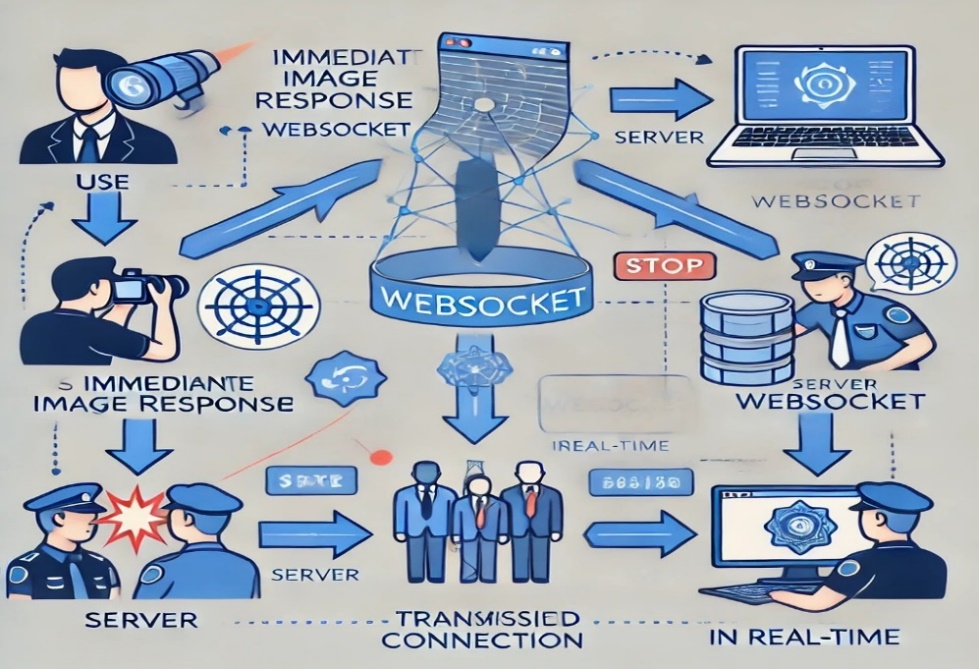 IMMEDIAT
IMAGE
RESPONSE
WEBSOCKET
SERVER
USE
WEBSOCKET
STOP
WEBSOCKET
S IMMEDIANTE
IMAGE RESPONSE
SERVER
WEBSOCKET
IREAL-TIME
SERVER
SERVER
TRANSMISSIED
CONNECTION
IN REAL-TIME